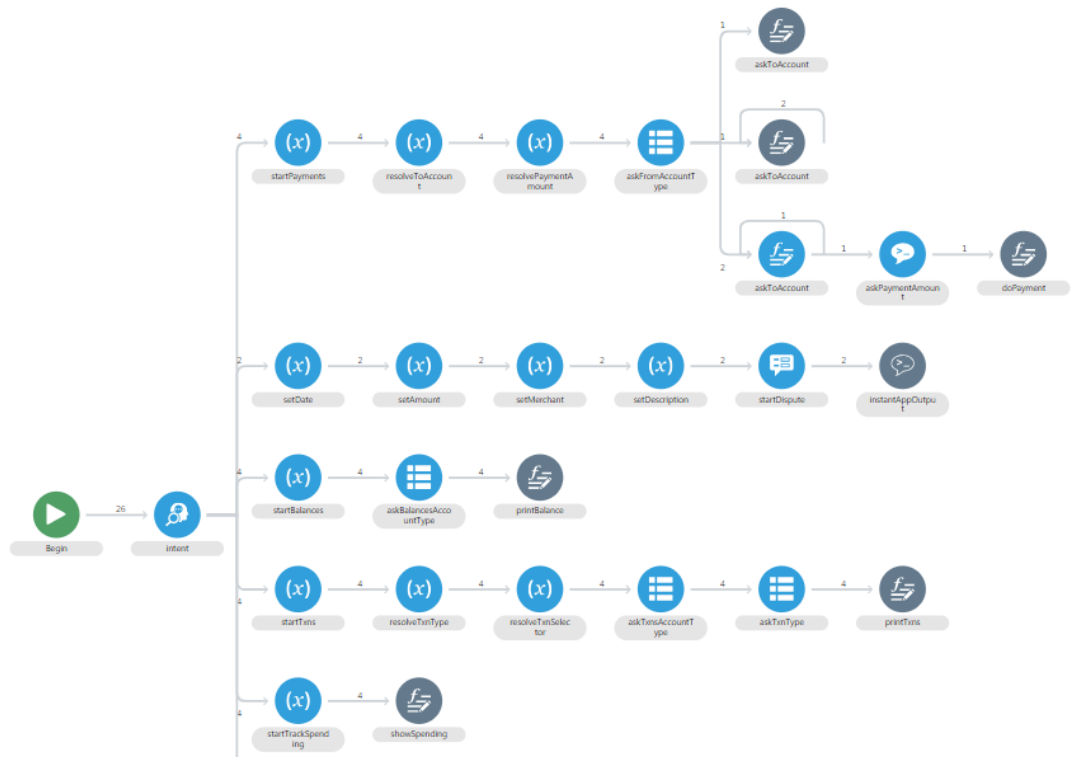 1
askToAccount
2
4
4
4
4
1
startPayments
resolveToAccoun
t
resolvePaymentA
mount
askFromAccountT
ype
askToAccount
1
2
1
1
askToAccount
askPaymentAmoun
t
doPayment
2
2
2
2
2
2
setDate
setAmount
setMerchant
setDescription
startDispute
instantAppOutpu
t
4
4
4
startBalances
askBalancesAcco
untType
printBalance
26
Begin
intent
4
4
4
4
4
4
startTxns
resolveTxnType
resolveTxnSelec
tor
askTxnsAccountT
ype
askTxnType
printTxns
4
4
startTrackSpend
ing
showSpending